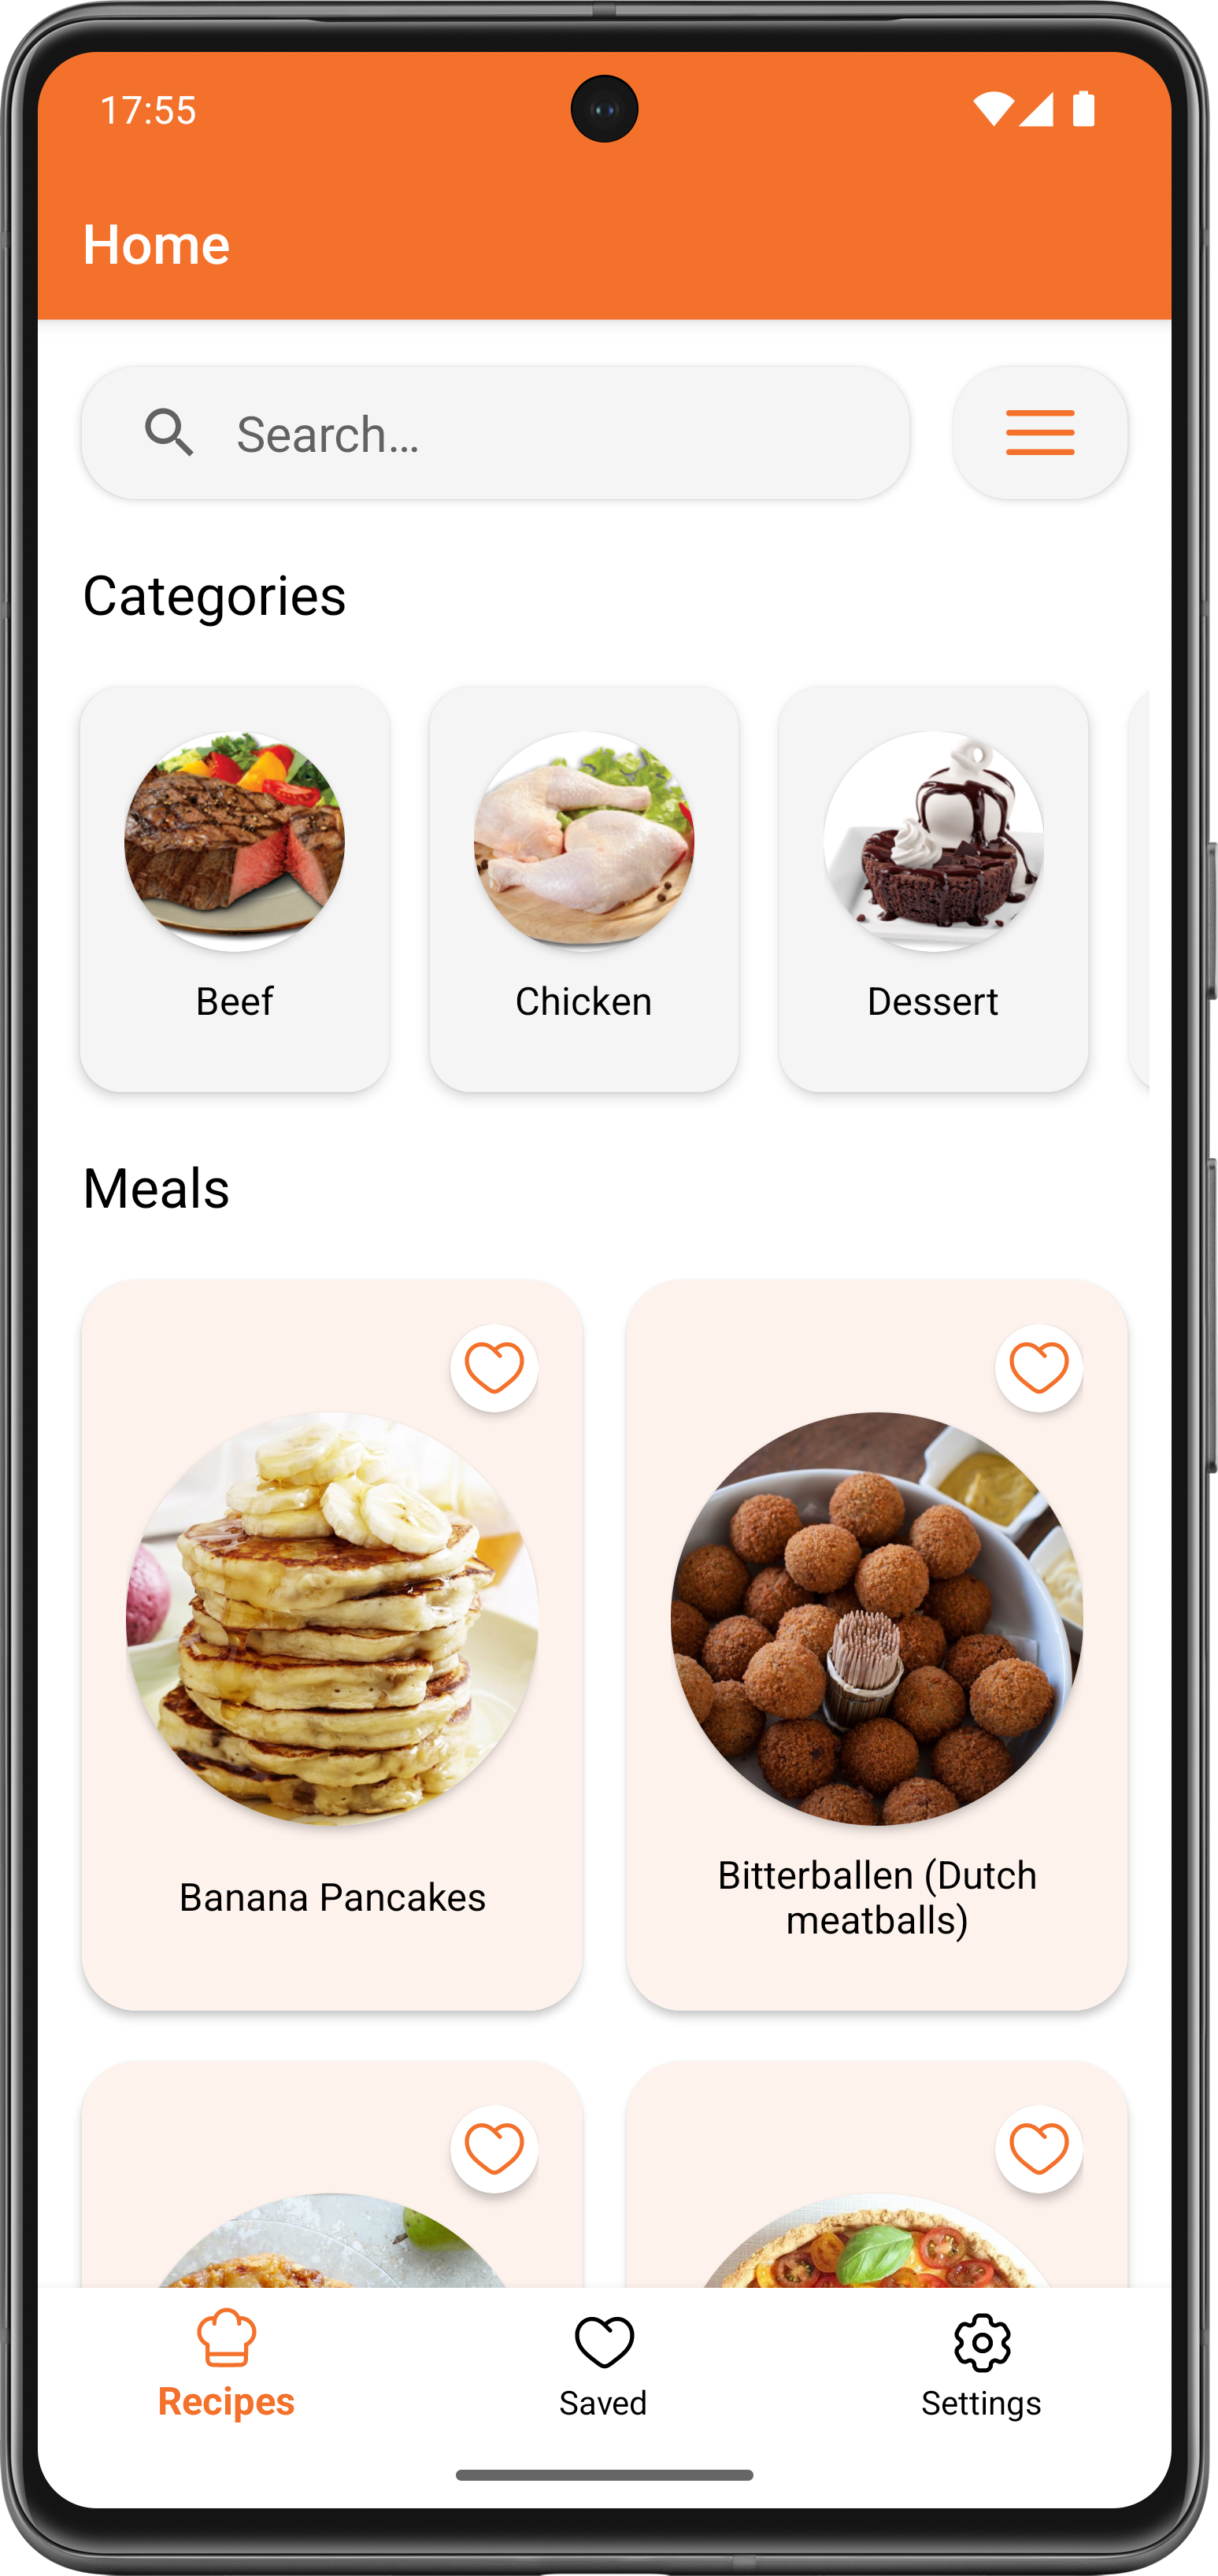 17:55
Home
Search...
Categories
Beef
Chicken
Dessert
Meals
Banana Pancakes
Bitterballen (Dutch
meatballs)
Recipes
Saved
Settings